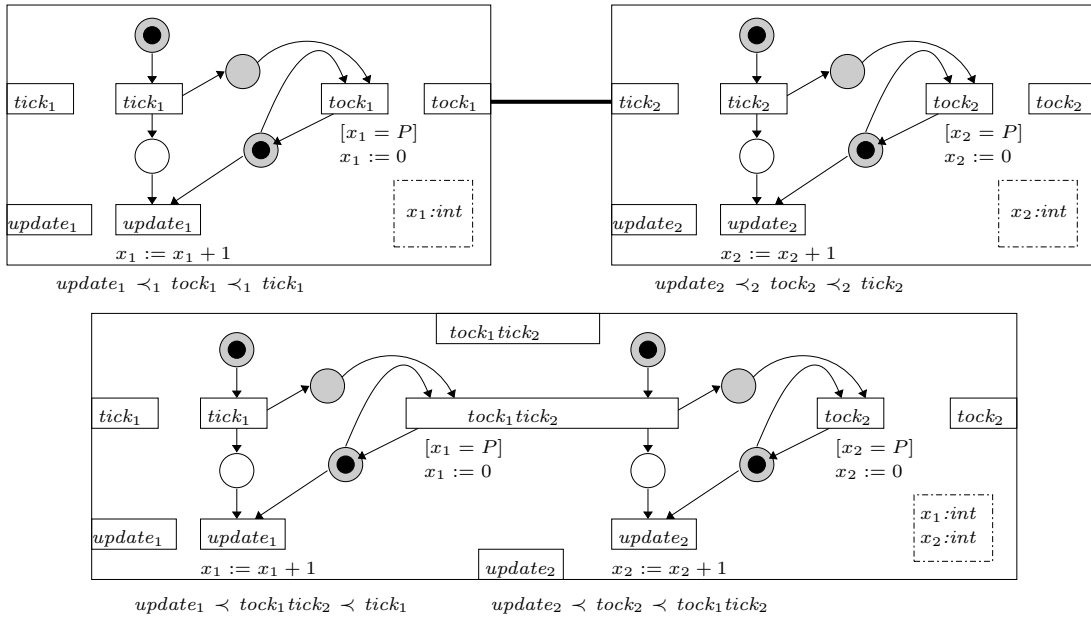 tick₁ tick₁ tock₁ tock₁ tick₂ tick₂ tock₂ tock₂
[x₁ = P] [x₂ = P]
x₁ := 0 x₂ := 0
x₁:int x₂:int
update₁ update₁ update₂ update₂
x₁ := x₁ + 1 x₂ := x₂ + 1
update₁ ≺₁ tock₁ ≺₁ tick₁ update₂ ≺₂ tock₂ ≺₂ tick₂
tock₁tick₂
tick₁ tick₁ tock₁tick₂ tock₂ tock₂
[x₁ = P] [x₂ = P]
x₁ := 0 x₂ := 0
x₁:int
x₂:int
update₁ update₁ update₂
update₂
x₁ := x₁ + 1 x₂ := x₂ + 1
update₁ ≺ tock₁tick₂ ≺ tick₁ update₂ ≺ tock₂ ≺ tock₁tick₂